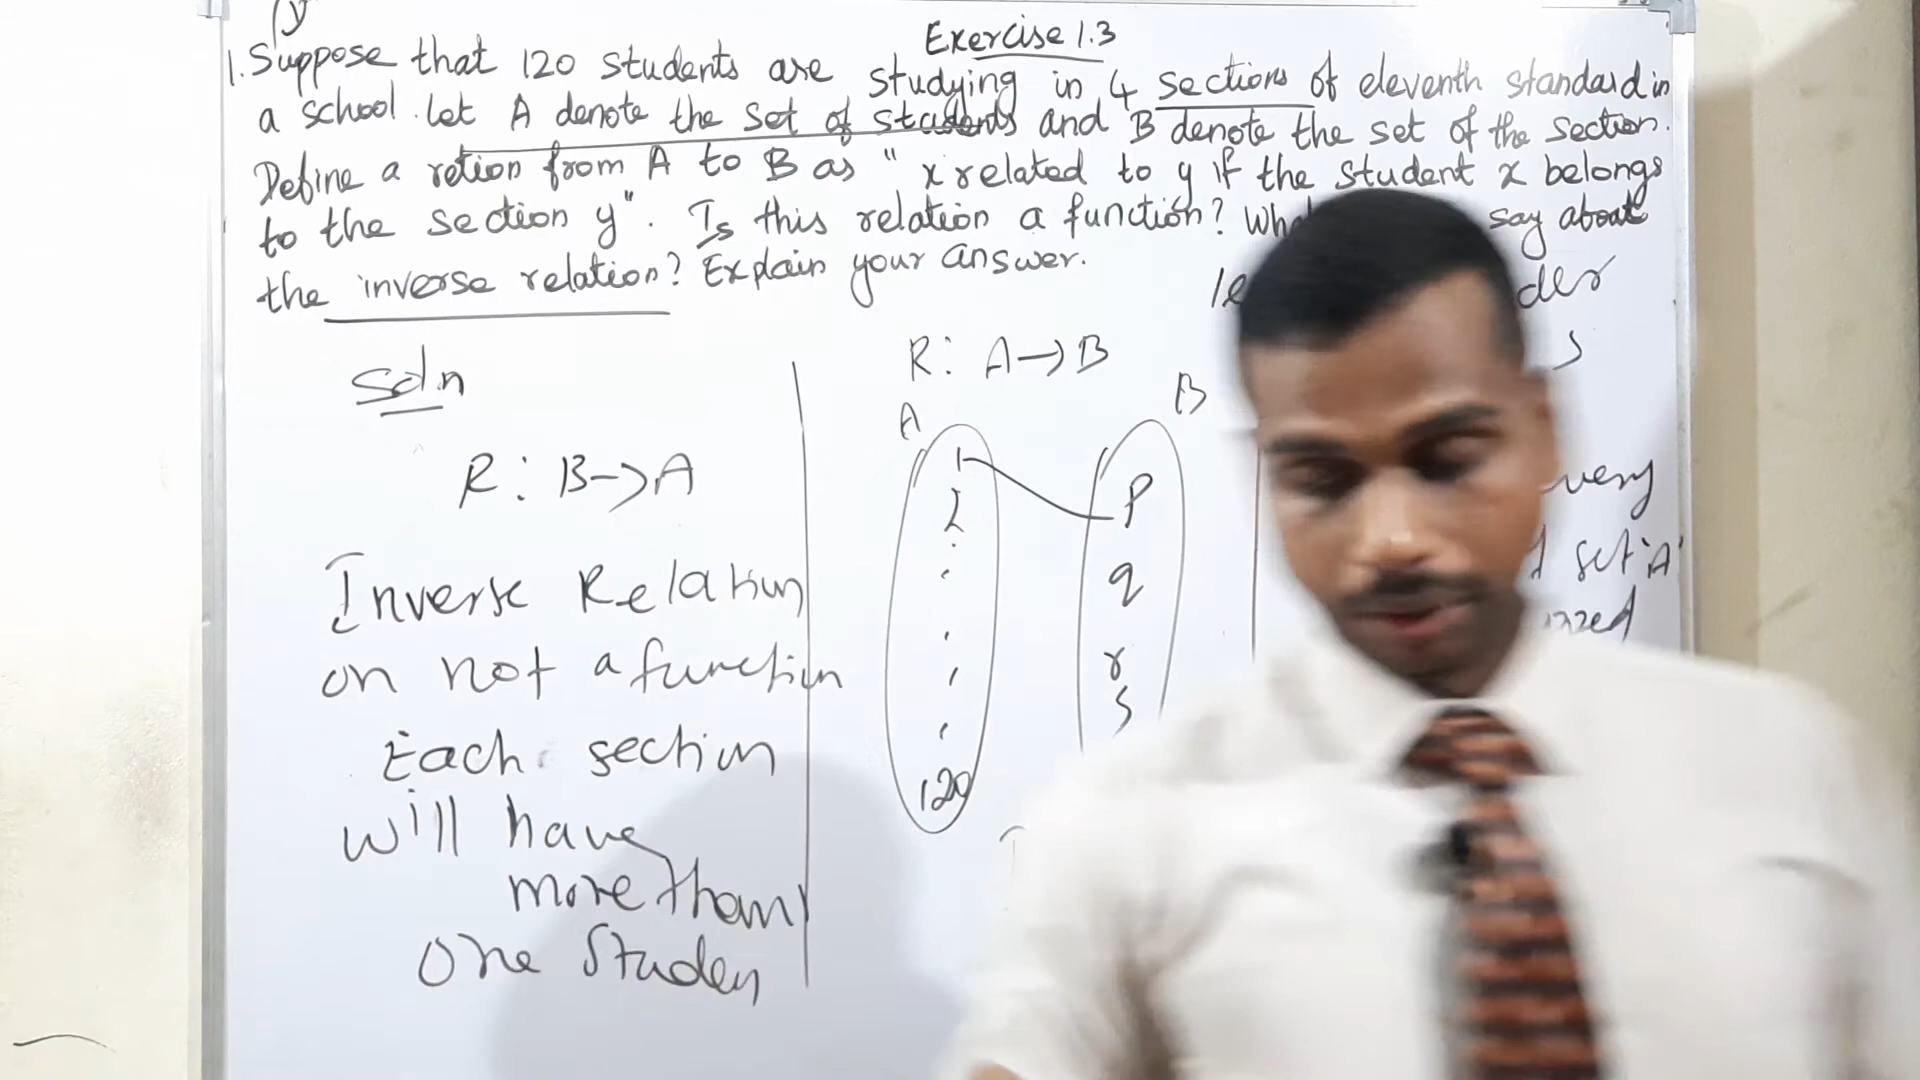 Exercise 1.3
1. Suppose that 120 students are studying in 4 sections of eleventh standard in
a school. Let A denote the set of students and B denote the set of the section.
Define a retion from A to B as " x related to y if the student x belongs
to the section y". Is this relation a function? say about
the inverse relation? Explain your answer.
Soln
R : B→A
Inverse Relation
on not a function
Each section
will have
more than
one Studen
R : A→B
A
B
1
2
120
p
q
r
s
set 'A'